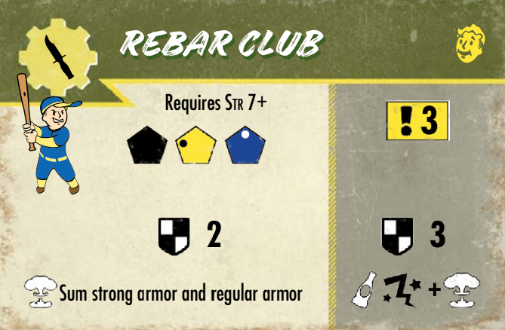 REBAR CLUB
Requires STR 7+
! 3
2
3
Sum strong armor and regular armor
+